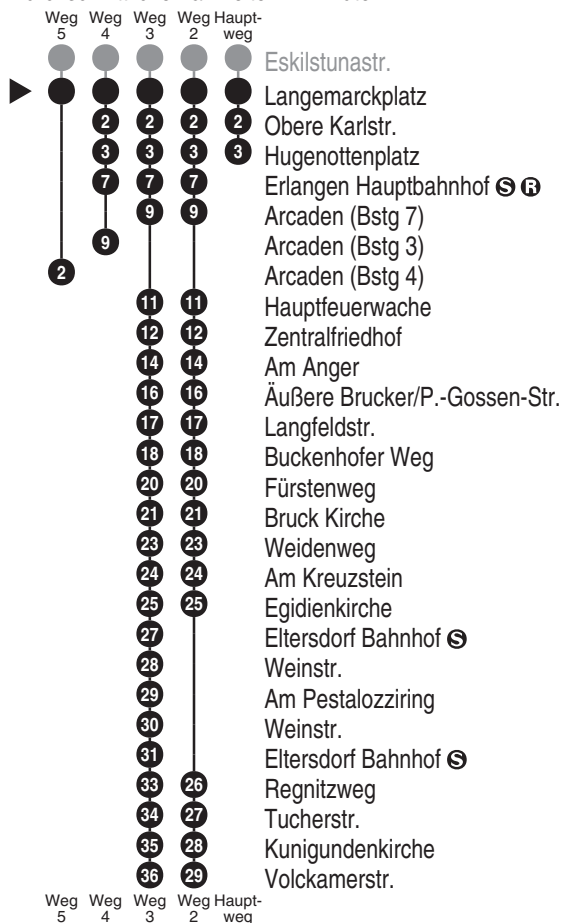 Weg Weg Weg Weg Haupt-
5 4 3 2 weg
Eskilstunastr.
Langemarckplatz
2 2 2 2 Obere Karlstr.
3 3 3 3 Hugenottenplatz
7 7 7 Erlangen Hauptbahnhof S R
9 9 Arcaden (Bstg 7)
9 Arcaden (Bstg 3)
2 Arcaden (Bstg 4)
11 11 Hauptfeuerwache
12 12 Zentralfriedhof
14 14 Am Anger
16 16 Äußere Brucker/P.-Gossen-Str.
17 17 Langfeldstr.
18 18 Buckenhofer Weg
20 20 Fürstenweg
21 21 Bruck Kirche
23 23 Weidenweg
24 24 Am Kreuzstein
25 25 Egidienkirche
27 Eltersdorf Bahnhof S
28 Weinstr.
29 Am Pestalozziring
30 Weinstr.
31 Eltersdorf Bahnhof S
33 26 Regnitzweg
34 27 Tucherstr.
35 28 Kunigundenkirche
36 29 Volckamerstr.
Weg Weg Weg Weg Haupt-
5 4 3 2 weg